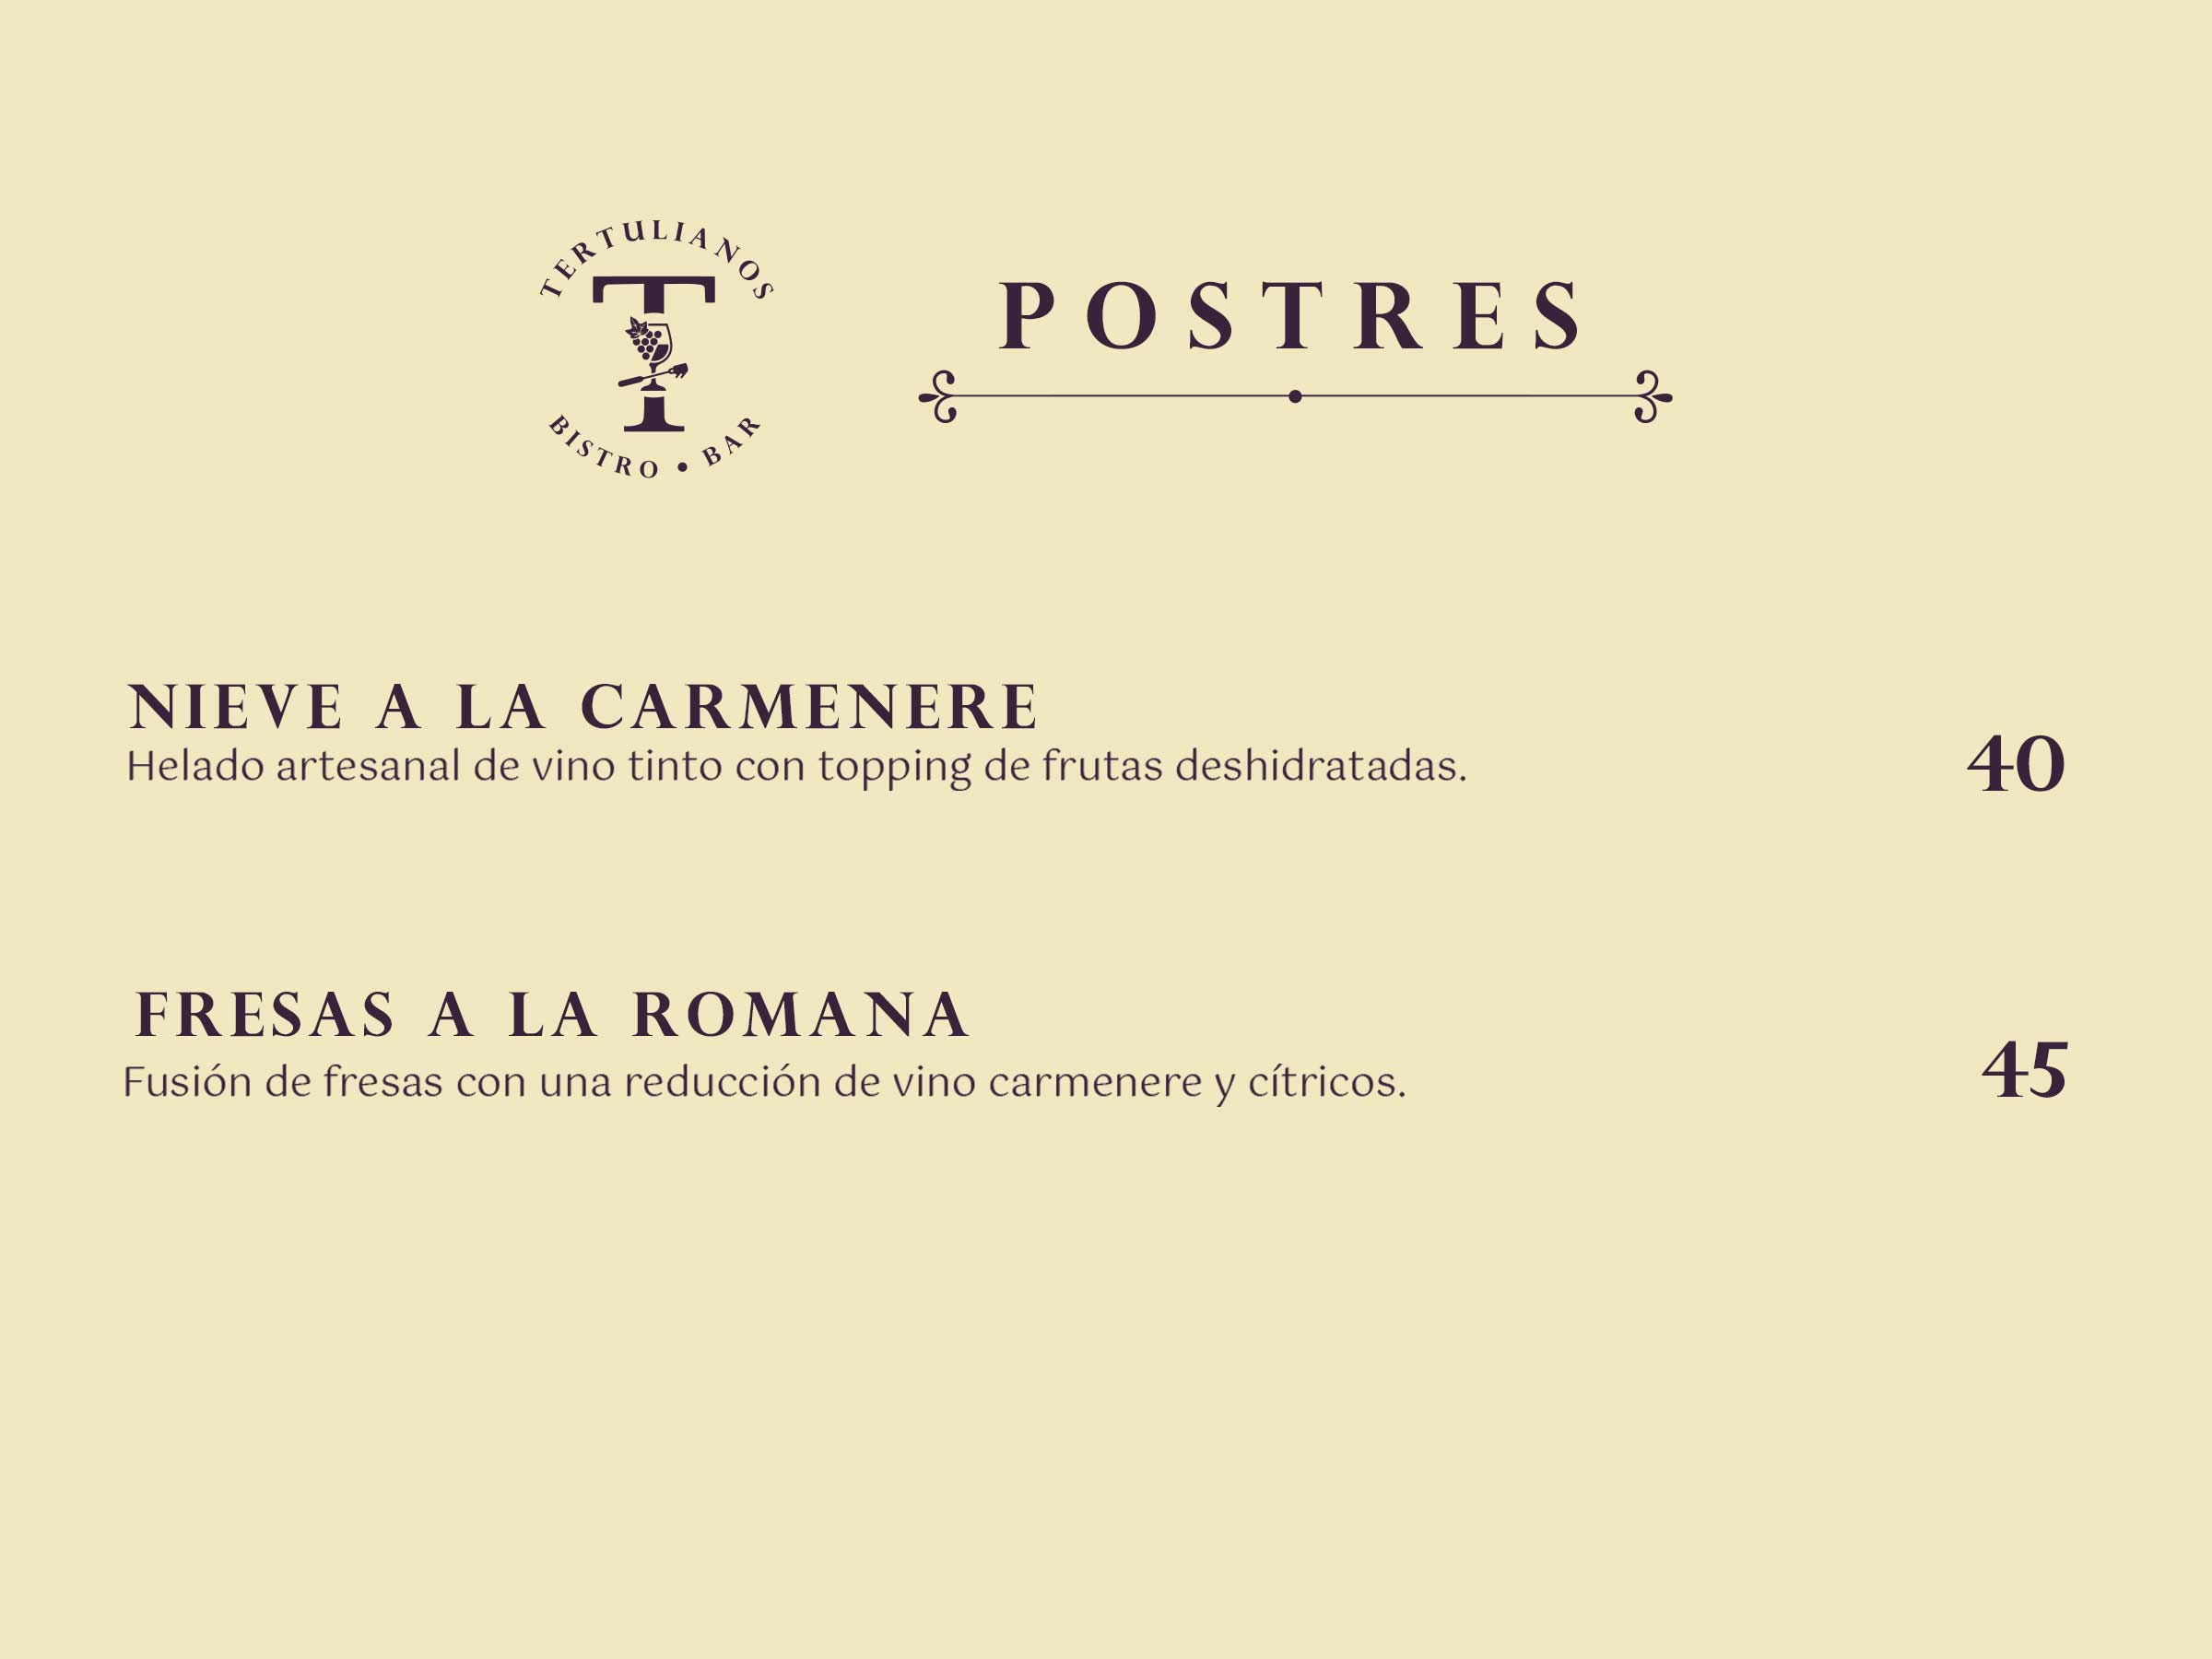 TERTULIANOS
T
BISTRO • BAR
POSTRES
NIEVE A LA CARMENERE
Helado artesanal de vino tinto con topping de frutas deshidratadas.
40
FRESAS A LA ROMANA
Fusión de fresas con una reducción de vino carmenere y cítricos.
45